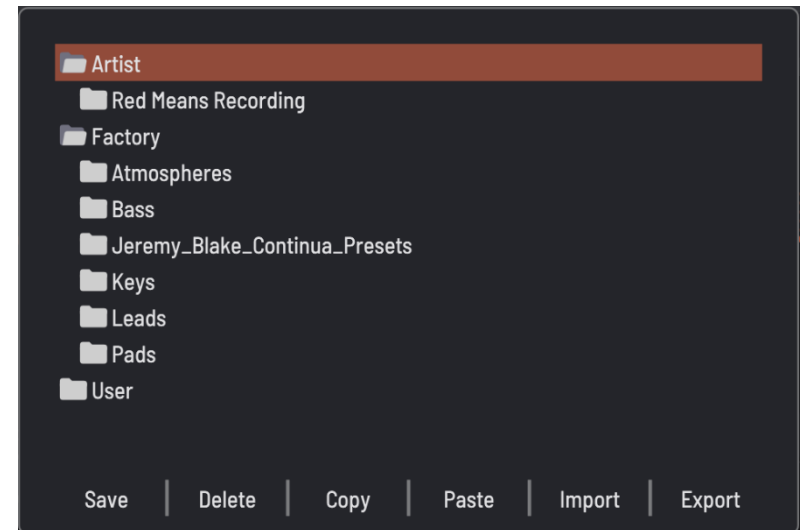 Artist
Red Means Recording
Factory
Atmospheres
Bass
Jeremy_Blake_Continua_Presets
Keys
Leads
Pads
User
Save Delete Copy Paste Import Export